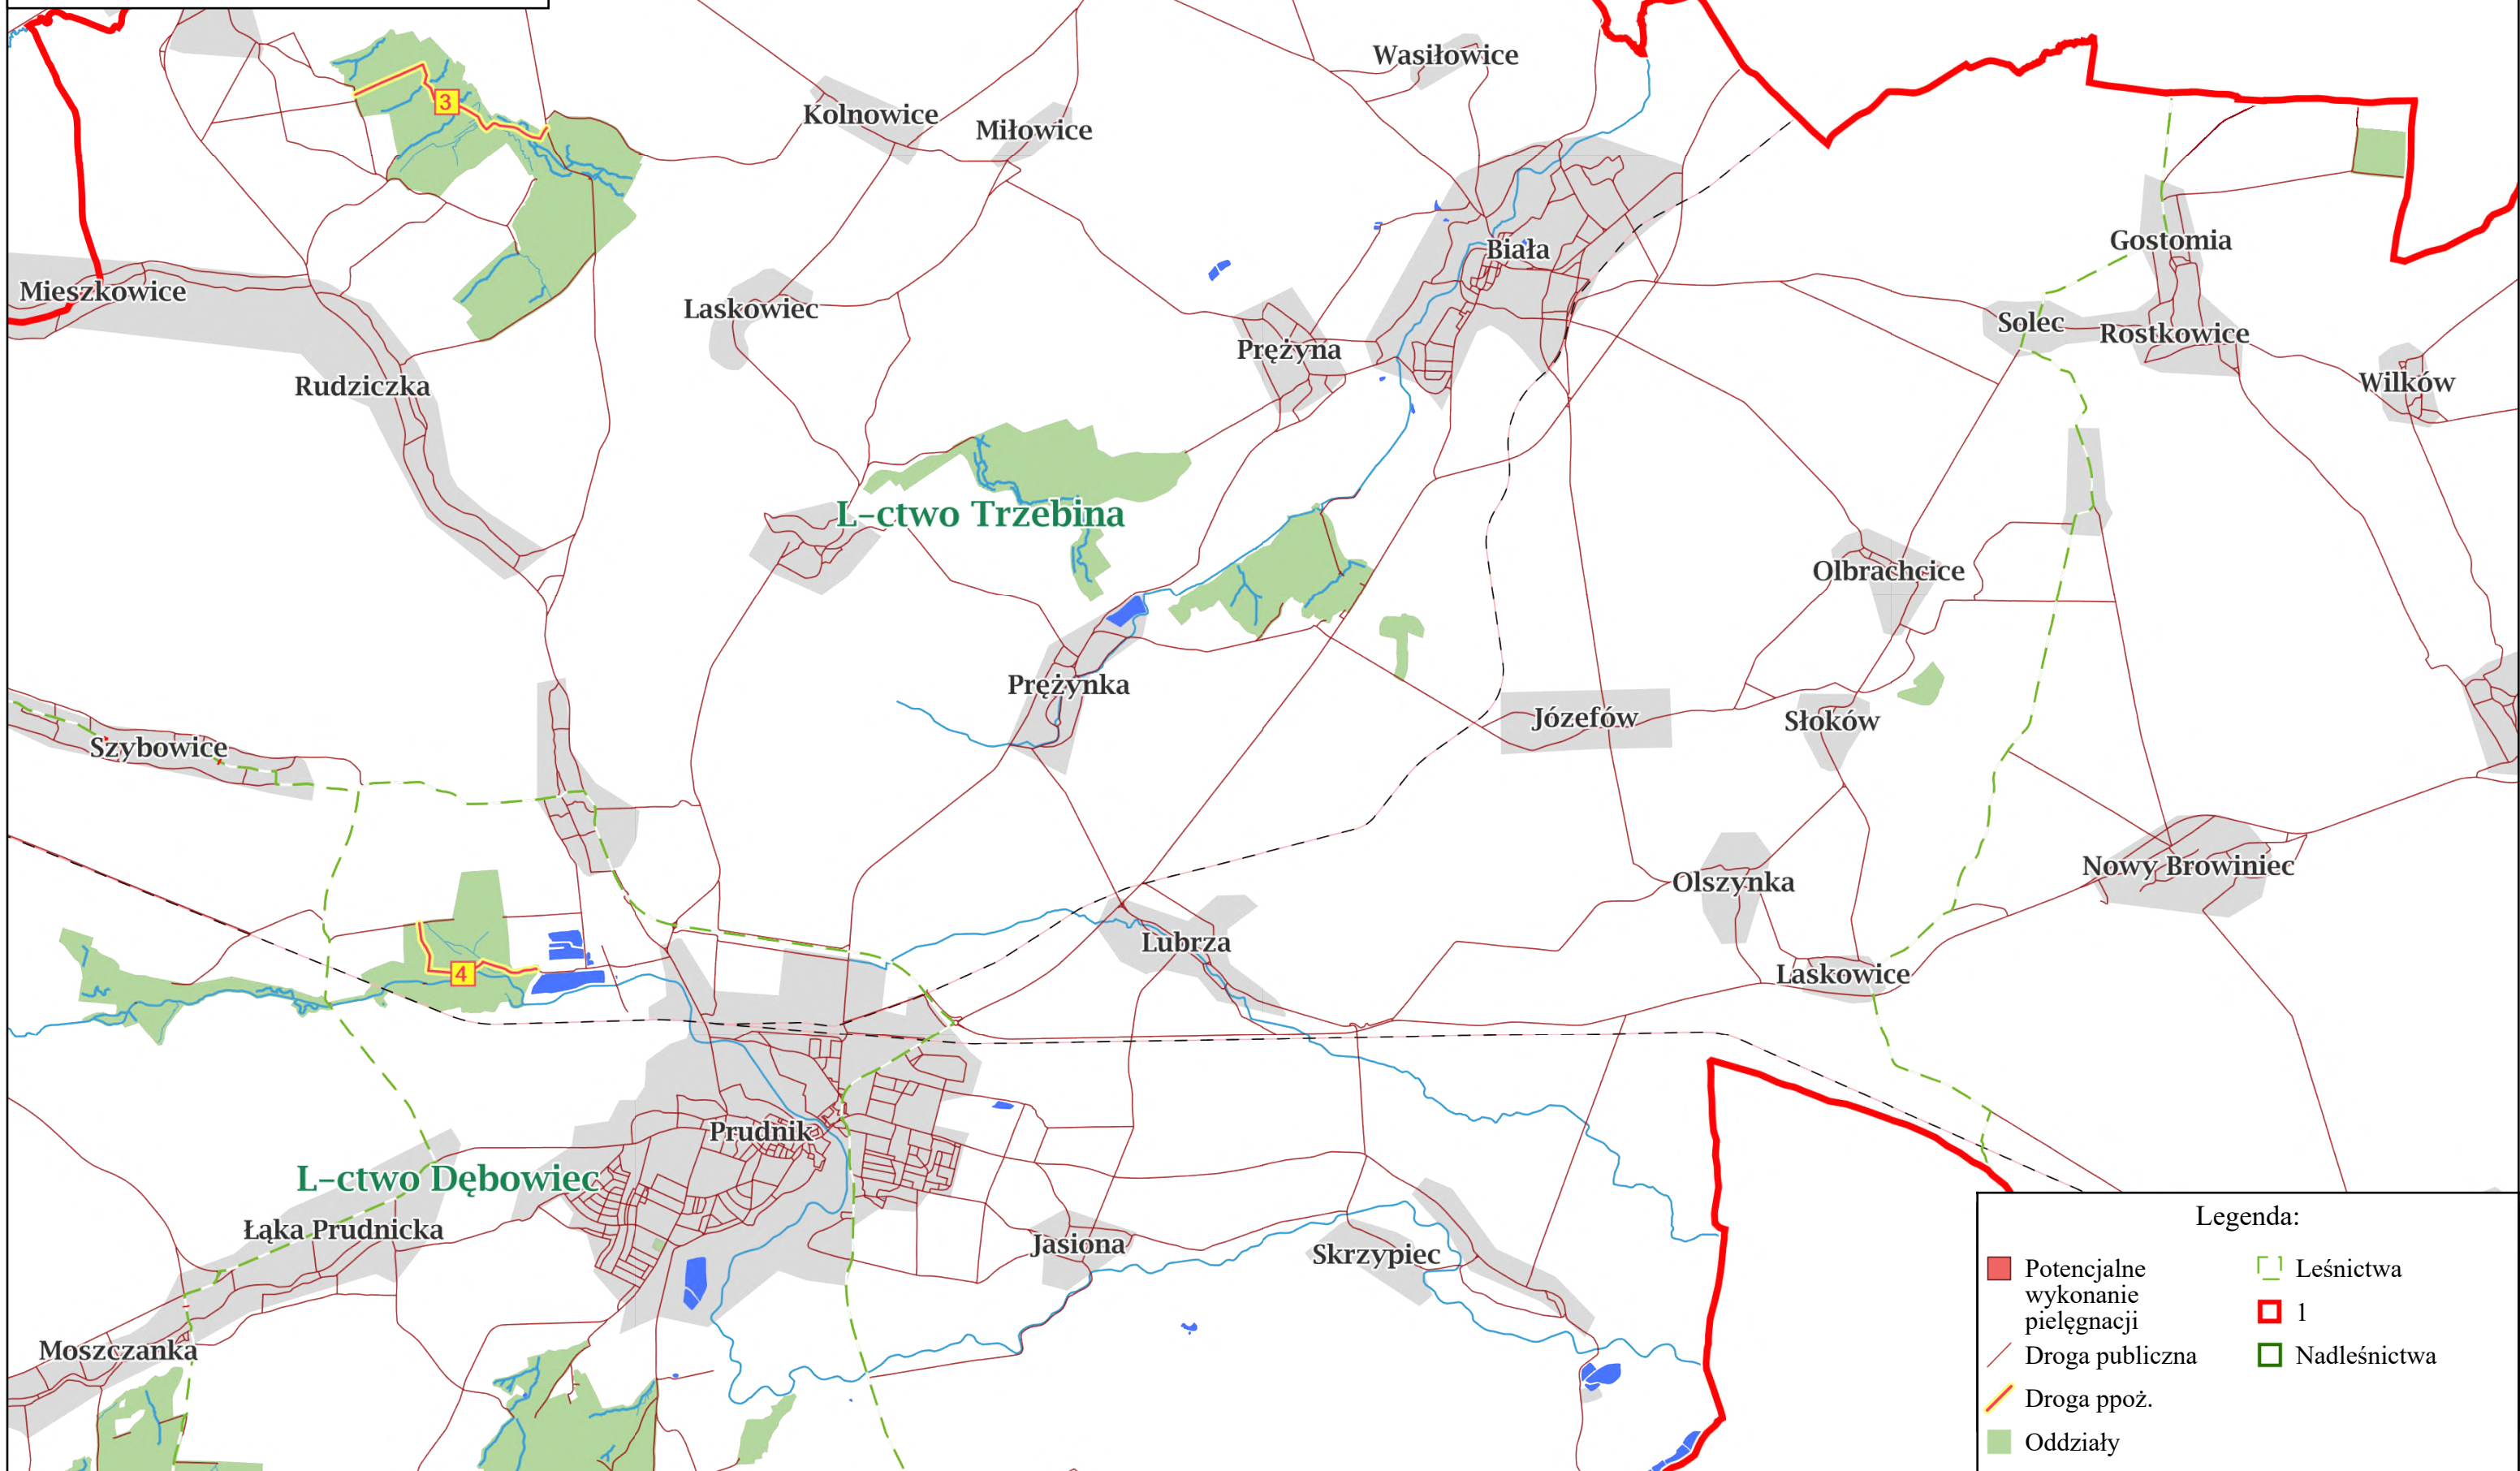 Wasiłowice
3
Kolnowice
Miłowice
Biała
Gostomia
Mieszkowice
Laskowiec
Solec
Rostkowice
Prężyna
Wilków
Rudziczka
L-ctwo Trzebina
Olbrachcice
Prężynka
Józefów
Słoków
Szybowice
Nowy Browiniec
Olszynka
Lubrza
4
Laskowice
Prudnik
L-ctwo Dębowiec
Łąka Prudnicka
Jasiona
Skrzypiec
Moszczanka
Legenda:
Potencjalne
wykonanie
pielęgnacji
Droga publiczna
Droga ppoż.
Oddziały
Leśnictwa
1
Nadleśnictwa